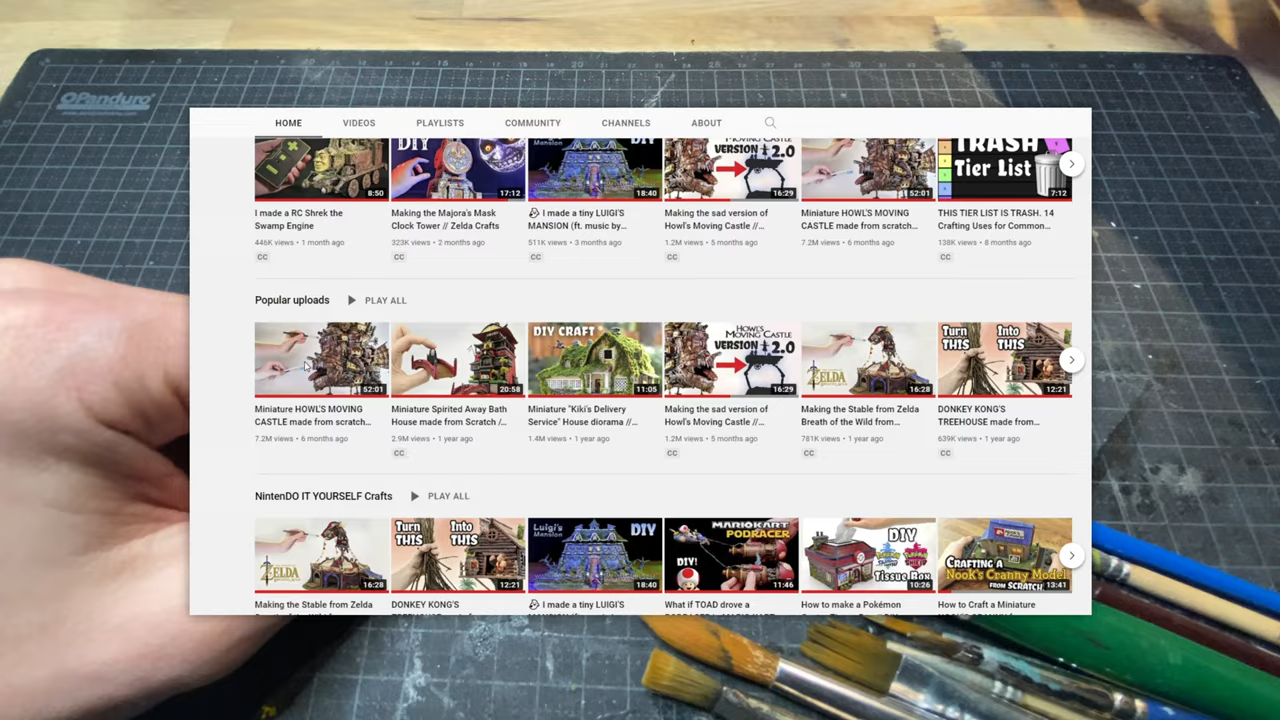 Panduro
HOME VIDEOS PLAYLISTS COMMUNITY CHANNELS ABOUT
DIY
Mansion
DIY
MOVING CASTLE
VERSION 2.0
TRASH
Tier List
8:50 17:12 18:40 16:29 52:01 7:12
I made a RC Shrek the
Swamp Engine
446K views • 1 month ago
CC
Making the Majora's Mask
Clock Tower // Zelda Crafts
323K views • 2 months ago
CC
I made a tiny LUIGI'S
MANSION (ft. music by...
511K views • 3 months ago
CC
Making the sad version of
Howl's Moving Castle //...
1.2M views • 5 months ago
CC
Miniature HOWL'S MOVING
CASTLE made from scratch...
7.2M views • 6 months ago
THIS TIER LIST IS TRASH. 14
Crafting Uses for Common...
138K views • 8 months ago
CC
Popular uploads PLAY ALL
DIY CRAFT
HOWL'S
MOVING CASTLE
VERSION 2.0
ZELDA
Turn
THIS
Into
THIS
52:01 20:58 11:05 16:29 16:28 12:21
Miniature HOWL'S MOVING
CASTLE made from scratch...
7.2M views • 6 months ago
Miniature Spirited Away Bath
House made from Scratch /...
2.9M views • 1 year ago
CC
Miniature "Kiki's Delivery
Service" House diorama //...
1.4M views • 1 year ago
Making the sad version of
Howl's Moving Castle //...
1.2M views • 5 months ago
CC
Making the Stable from Zelda
Breath of the Wild from...
781K views • 1 year ago
CC
DONKEY KONG'S
TREEHOUSE made from...
639K views • 1 year ago
CC
NintenDO IT YOURSELF Crafts PLAY ALL
ZELDA
Turn
THIS
Into
THIS
Luigi's
Mansion
DIY
MARIOKART
PODRACER
DIY!
DIY
Tissue Box
CRAFTING A
NOOK'S CRANNY MODEL
FROM SCRATCH
16:28 12:21 18:40 11:46 10:26 13:41
Making the Stable from Zelda
DONKEY KONG'S
I made a tiny LUIGI'S
What if TOAD drove a
How to make a Pokémon
How to Craft a Miniature